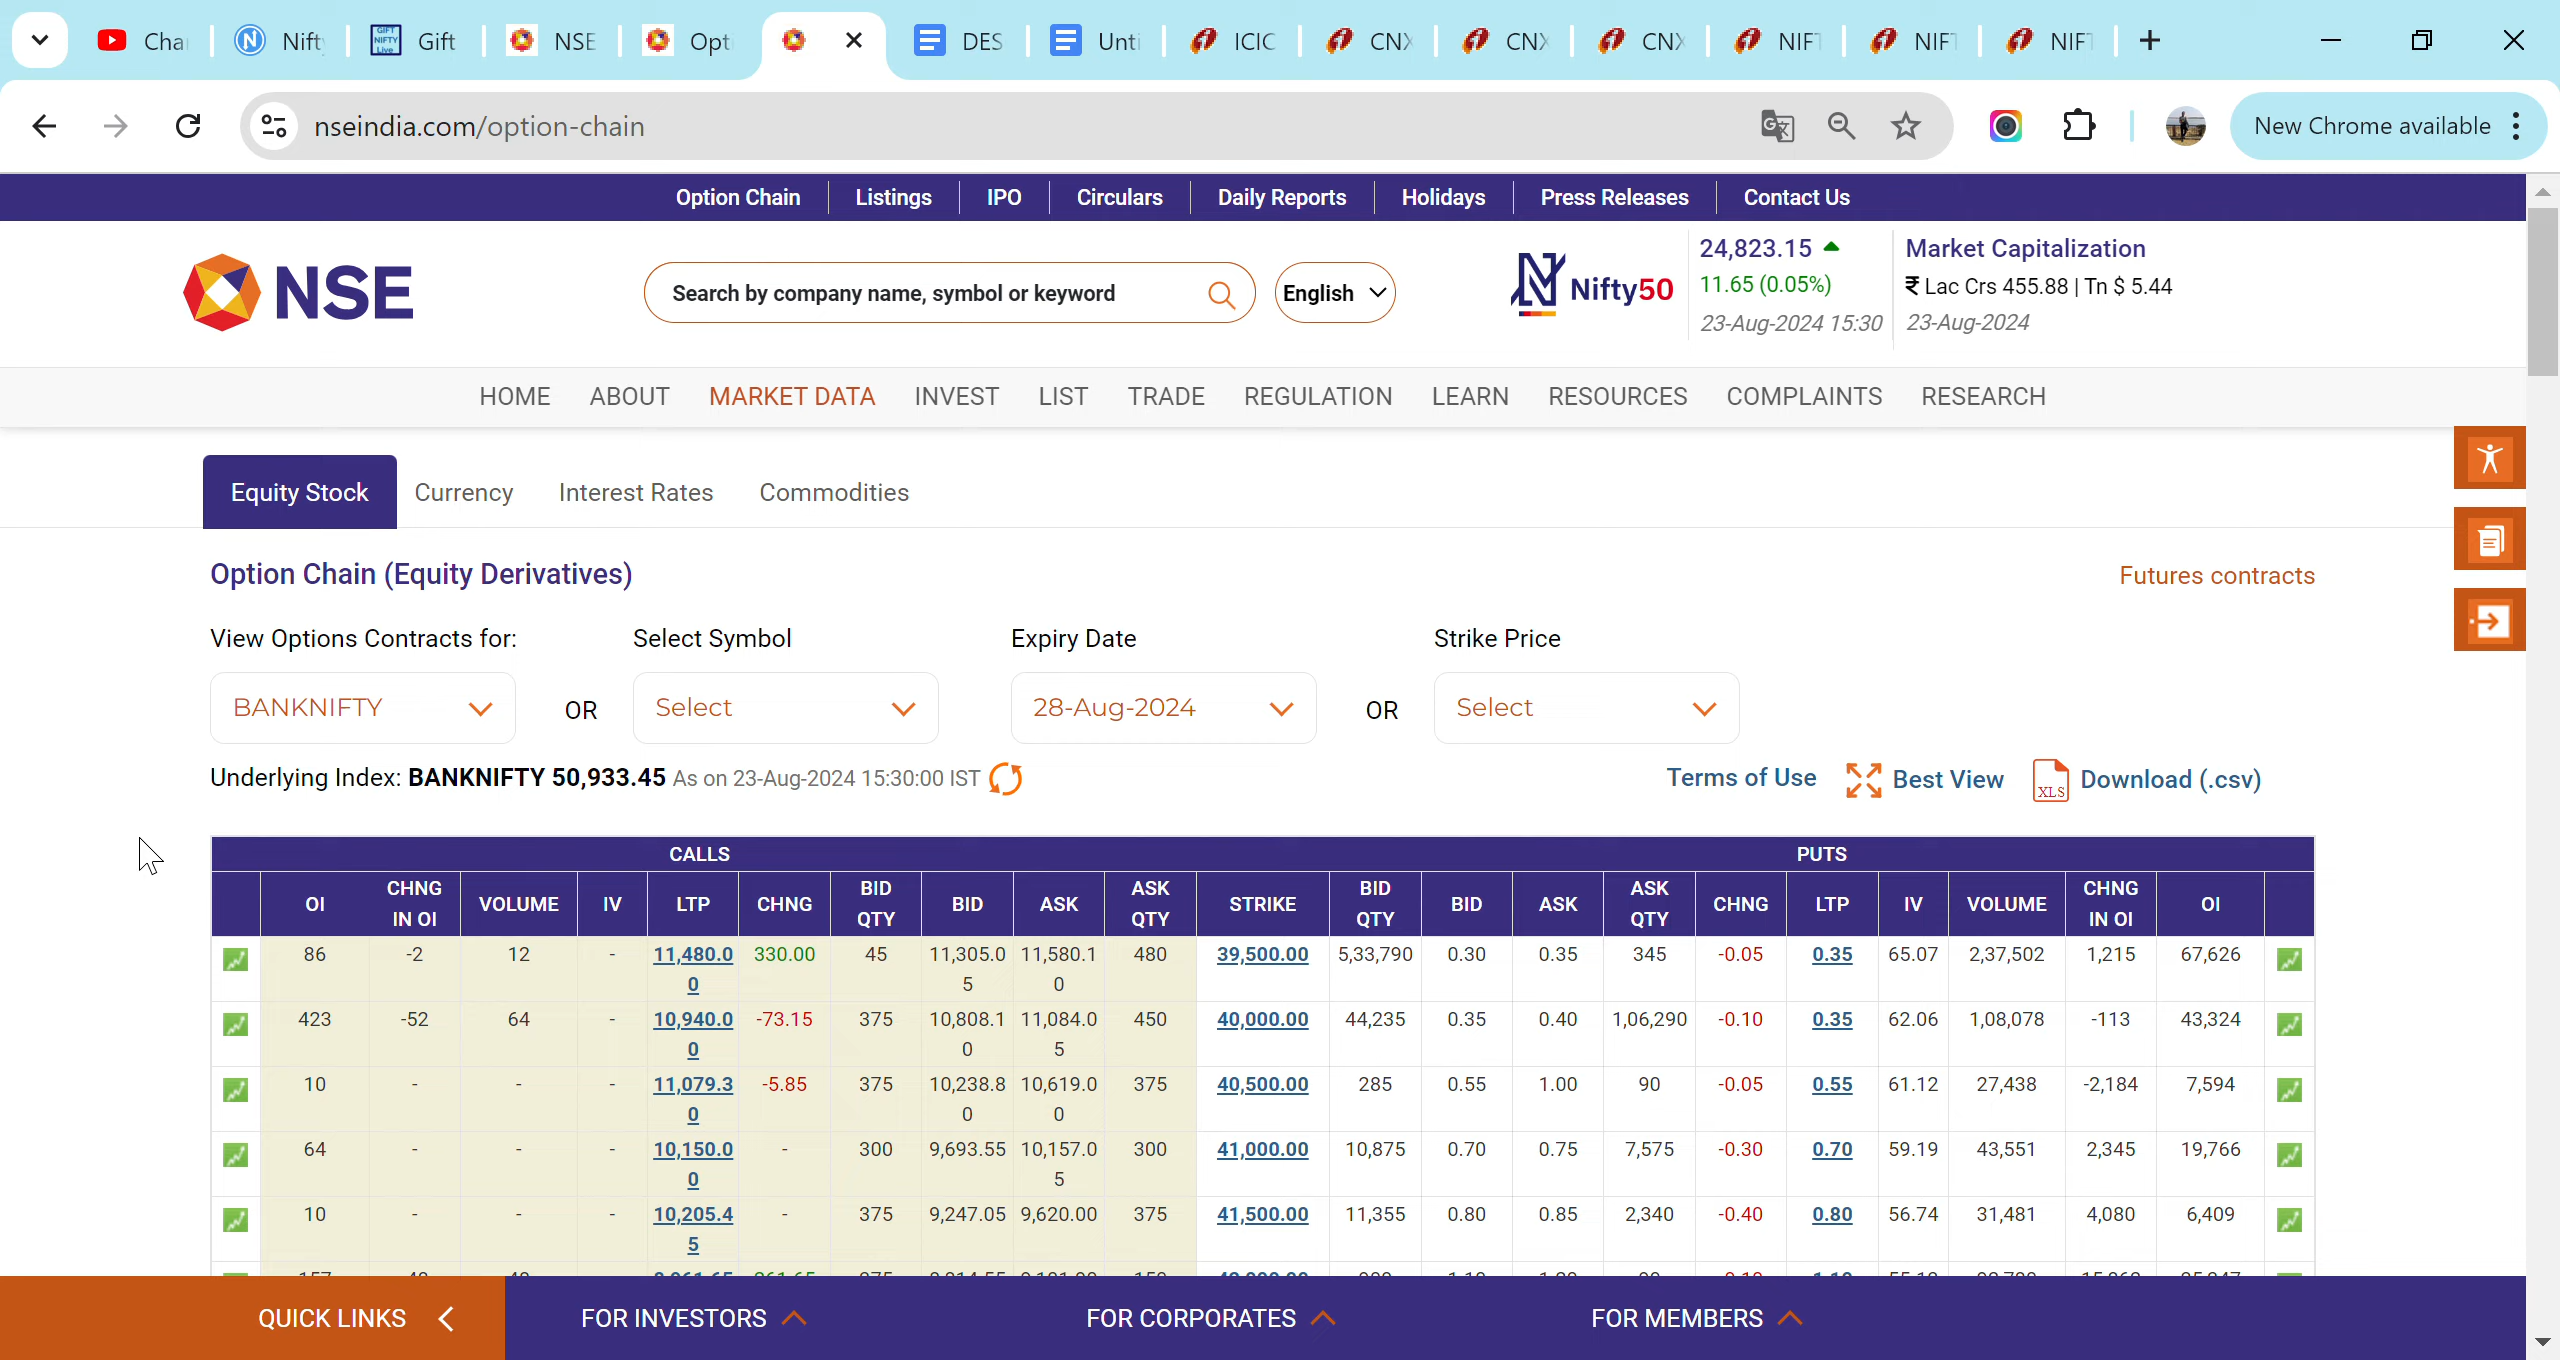 Cha Nifty Gift NSE Opt DES Unti ICIC CNX CNX CNX NIFT NIFT NIFT
nseindia.com/option-chain
New Chrome available
Option Chain Listings IPO Circulars Daily Reports Holidays Press Releases Contact Us
NSE
Search by company name, symbol or keyword
English
Nifty50
24,823.15
11.65 (0.05%)
23-Aug-2024 15:30
Market Capitalization
₹ Lac Crs 455.88 | Tn $ 5.44
23-Aug-2024
HOME ABOUT MARKET DATA INVEST LIST TRADE REGULATION LEARN RESOURCES COMPLAINTS RESEARCH
Equity Stock Currency Interest Rates Commodities
Option Chain (Equity Derivatives)
Futures contracts
View Options Contracts for: Select Symbol Expiry Date Strike Price
BANKNIFTY OR Select 28-Aug-2024 OR Select
Underlying Index: BANKNIFTY 50,933.45 As on 23-Aug-2024 15:30:00 IST
Terms of Use Best View XLS Download (.csv)
CALLS PUTS
OI CHNG IN OI VOLUME IV LTP CHNG BID QTY BID ASK ASK QTY STRIKE BID QTY BID ASK ASK QTY CHNG LTP IV VOLUME CHNG IN OI OI
86 -2 12 - 11,480.00 330.00 45 11,305.05 11,580.10 480 39,500.00 5,33,790 0.30 0.35 345 -0.05 0.35 65.07 2,37,502 1,215 67,626
423 -52 64 - 10,940.00 -73.15 375 10,808.10 11,084.05 450 40,000.00 44,235 0.35 0.40 1,06,290 -0.10 0.35 62.06 1,08,078 -113 43,324
10 - - - 11,079.30 -5.85 375 10,238.80 10,619.00 375 40,500.00 285 0.55 1.00 90 -0.05 0.55 61.12 27,438 -2,184 7,594
64 - - - 10,150.00 - 300 9,693.55 10,157.05 300 41,000.00 10,875 0.70 0.75 7,575 -0.30 0.70 59.19 43,551 2,345 19,766
10 - - - 10,205.45 - 375 9,247.05 9,620.00 375 41,500.00 11,355 0.80 0.85 2,340 -0.40 0.80 56.74 31,481 4,080 6,409
QUICK LINKS FOR INVESTORS FOR CORPORATES FOR MEMBERS